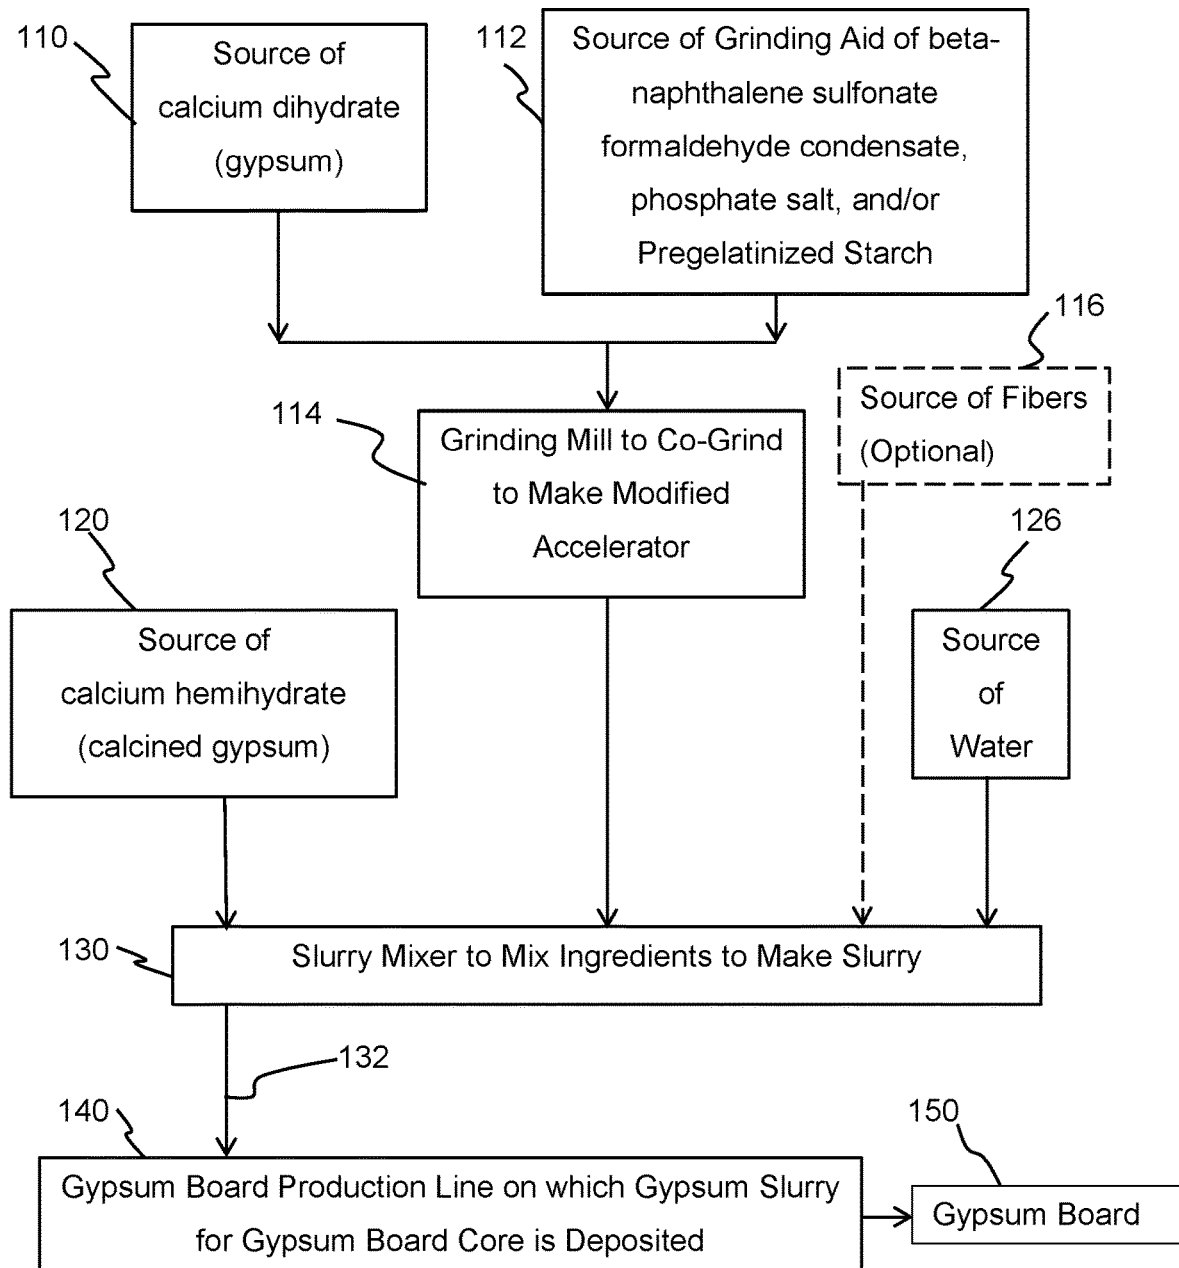 110
Source of
calcium dihydrate
(gypsum)
112
Source of Grinding Aid of beta-
naphthalene sulfonate
formaldehyde condensate,
phosphate salt, and/or
Pregelatinized Starch
116
Source of Fibers
(Optional)
114
Grinding Mill to Co-Grind
to Make Modified
Accelerator
120
Source of
calcium hemihydrate
(calcined gypsum)
126
Source
of
Water
130
Slurry Mixer to Mix Ingredients to Make Slurry
132
140
Gypsum Board Production Line on which Gypsum Slurry
for Gypsum Board Core is Deposited
150
Gypsum Board